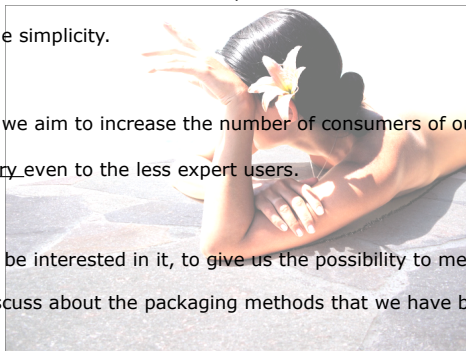 e simplicity.
we aim to increase the number of consumers of ou
ry even to the less expert users.
be interested in it, to give us the possibility to me
scuss about the packaging methods that we have b